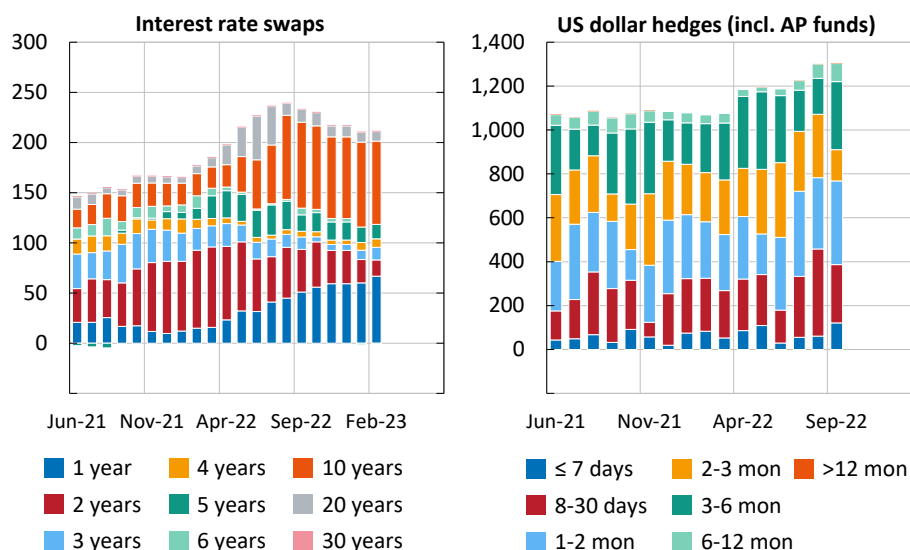 Interest rate swaps
300
250
200
150
100
50
0
Jun-21 Nov-21 Apr-22 Sep-22 Feb-23
1 year 4 years 10 years
2 years 5 years 20 years
3 years 6 years 30 years
US dollar hedges (incl. AP funds)
1,400
1,200
1,000
800
600
400
200
0
Jun-21 Nov-21 Apr-22 Sep-22
≤ 7 days 2-3 mon >12 mon
8-30 days 3-6 mon
1-2 mon 6-12 mon